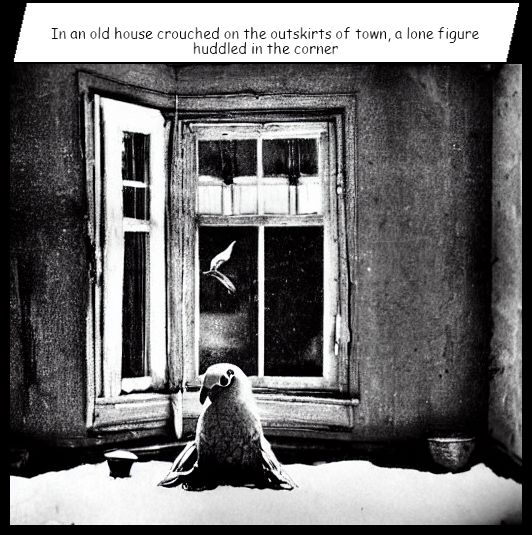 In an old house crouched on the outskirts of town, a lone figure
huddled in the corner